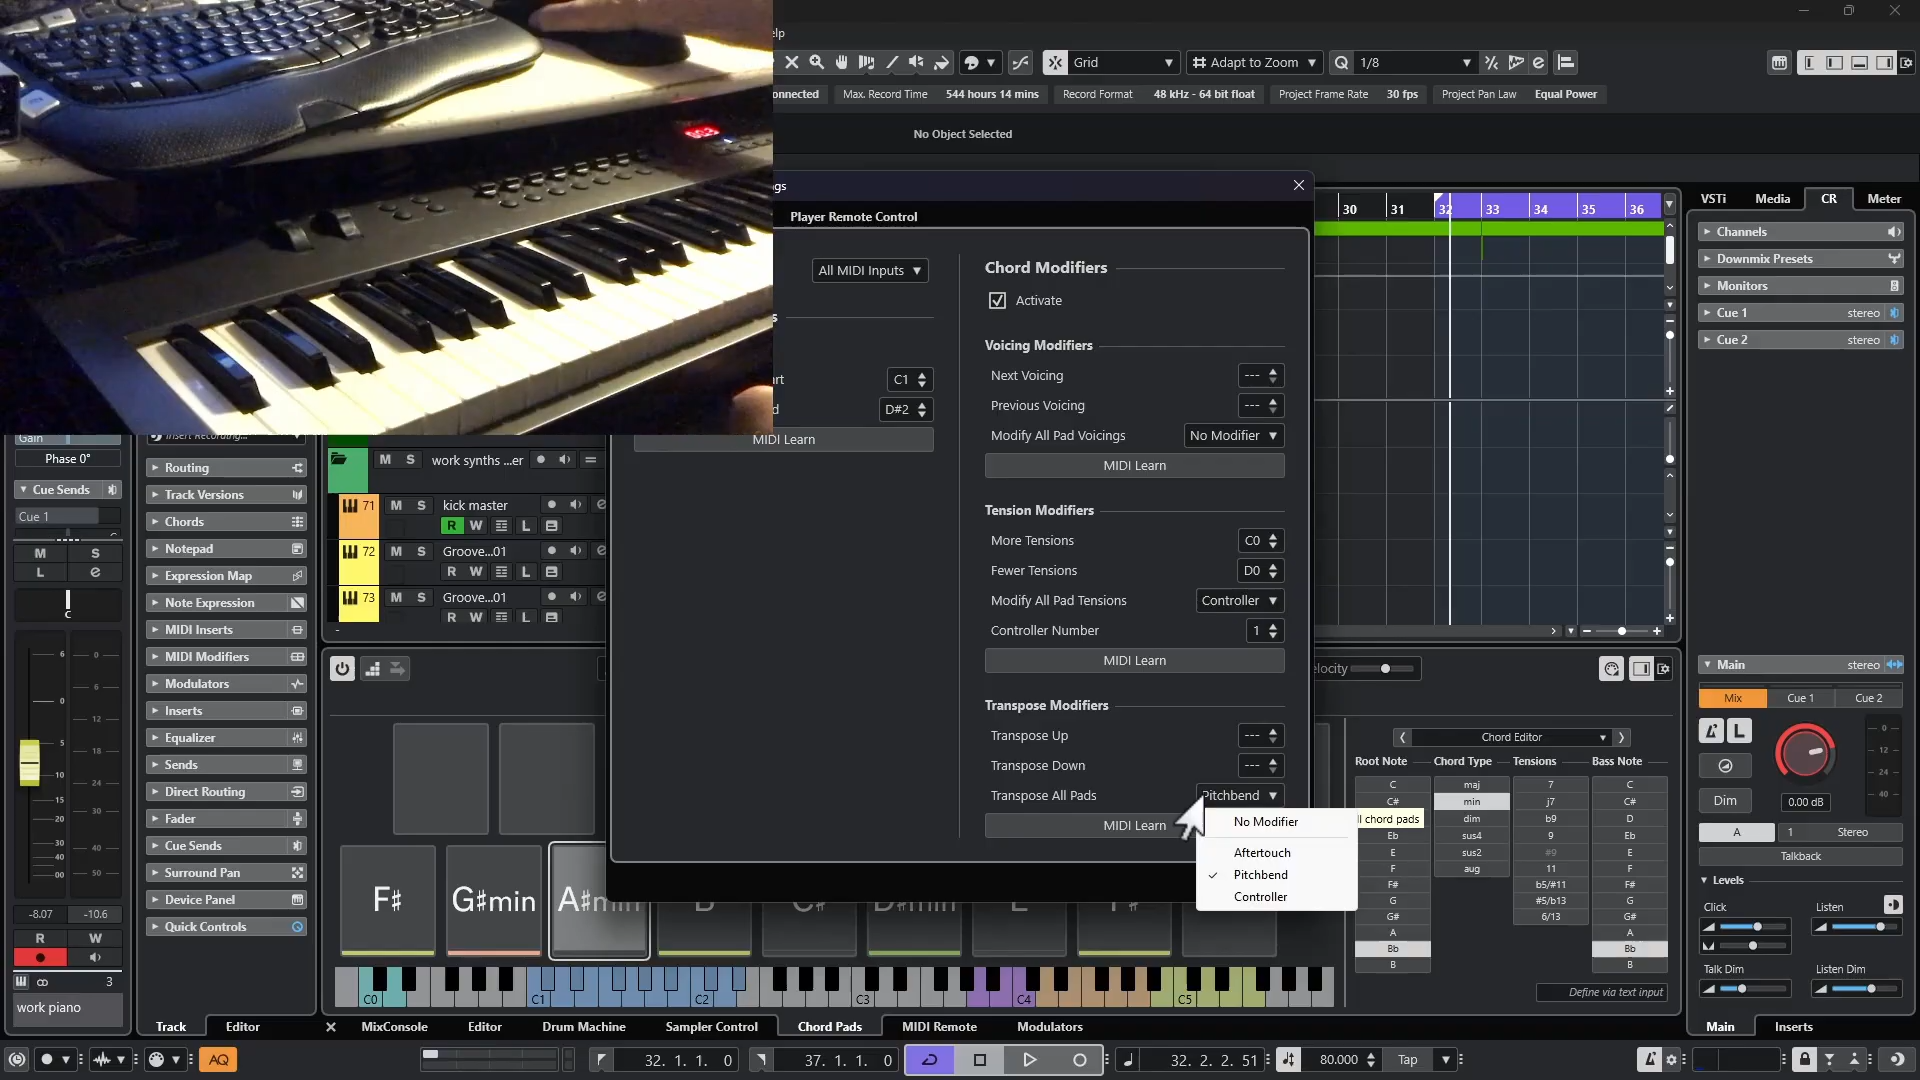 elp
Grid
Adapt to Zoom
1/8
onnected
Max. Record Time
544 hours 14 mins
Record Format
48 kHz - 64 bit float
Project Frame Rate
30 fps
Project Pan Law
Equal Power
No Object Selected
gs
Player Remote Control
All MIDI Inputs
rt
C1
d
D#2
MIDI Learn
Chord Modifiers
Activate
Voicing Modifiers
Next Voicing
---
Previous Voicing
---
Modify All Pad Voicings
No Modifier
MIDI Learn
Tension Modifiers
More Tensions
C0
Fewer Tensions
D0
Modify All Pad Tensions
Controller
Controller Number
1
MIDI Learn
Transpose Modifiers
Transpose Up
---
Transpose Down
---
Transpose All Pads
Pitchbend
MIDI Learn
No Modifier
Aftertouch
Pitchbend
Controller
ll chord pads
30 31 32 33 34 35 36
VSTi Media CR Meter
Channels
Downmix Presets
Monitors
Cue 1 stereo
Cue 2 stereo
Gain
Phase 0°
Cue Sends
Cue 1
M S
L e
C
-8.07 -10.6
R W
3
work piano
Insert Recording...
Routing
Track Versions
Chords
Notepad
Expression Map
Note Expression
MIDI Inserts
MIDI Modifiers
Modulators
Inserts
Equalizer
Sends
Direct Routing
Fader
Cue Sends
Surround Pan
Device Panel
Quick Controls
Track Editor
M S work synths ...er
71 M S kick master
R W L
72 M S Groove...01
R W L
73 M S Groove...01
R W L
locity
F♯ G♯min A♯min B C♯ D♯min E F♯
C0 C1 C2 C3 C4 C5
Chord Editor
Root Note Chord Type Tensions Bass Note
C maj 7 C
C# min j7 C#
dim b9 D
Eb sus4 9 Eb
E sus2 #9 E
F aug 11 F
F# b5/#11 F#
G #5/b13 G
G# 6/13 G#
A A
Bb Bb
B B
Define via text input
MixConsole Editor Drum Machine Sampler Control Chord Pads MIDI Remote Modulators
Main stereo
Mix Cue 1 Cue 2
L
Dim
0.00 dB
A 1 Stereo
Talkback
Levels
Click Listen
Talk Dim Listen Dim
Main Inserts
AQ
32. 1. 1. 0
37. 1. 1. 0
32. 2. 2. 51
80.000
Tap